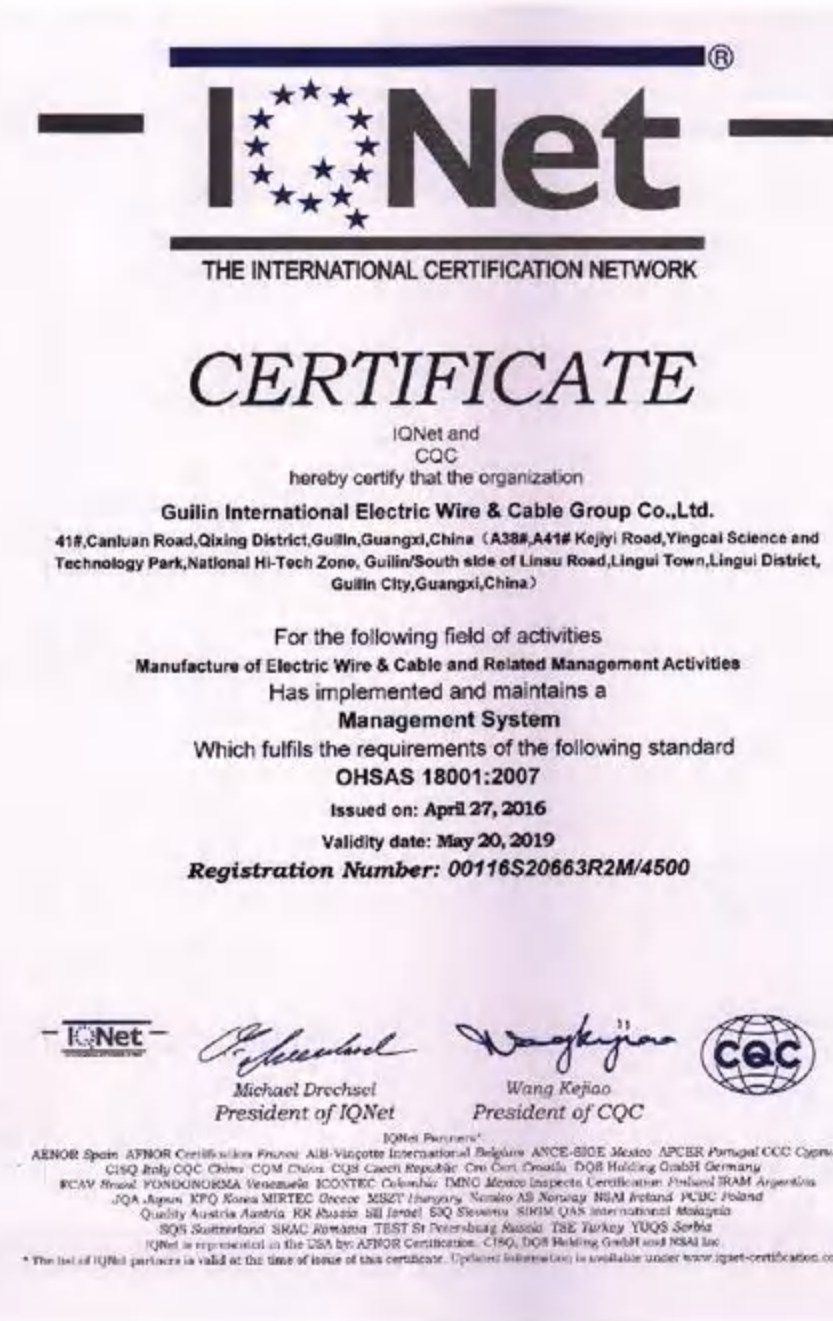 IQNet®
THE INTERNATIONAL CERTIFICATION NETWORK
CERTIFICATE
IQNet and
CQC
hereby certify that the organization
Guilin International Electric Wire & Cable Group Co.,Ltd.
41#,Canluan Road,Qixing District,Guilin,Guangxi,China（A38#,A41# Kejiyi Road,Yingcai Science and
Technology Park,National Hi-Tech Zone, Guilin/South side of Linsu Road,Lingui Town,Lingui District,
Guilin City,Guangxi,China）
For the following field of activities
Manufacture of Electric Wire & Cable and Related Management Activities
Has implemented and maintains a
Management System
Which fulfils the requirements of the following standard
OHSAS 18001:2007
Issued on: April 27, 2016
Validity date: May 20, 2019
Registration Number: 00116S20663R2M/4500
IQNet
CQC
Michael Drechsel Wang Kejiao
President of IQNet President of CQC
IQNet Partners*:
AENOR Spain AFNOR Certification France AIB-Vinçotte International Belgium ANCE-SIGE Mexico APCER Portugal CCC Cyprus
CISQ Italy CQC China CQM China CQS Czech Republic Cro Cert Croatia DQS Holding GmbH Germany
FCAV Brazil FONDONORMA Venezuela ICONTEC Colombia IMNC Mexico Inspecta Certification Finland IRAM Argentina
JQA Japan KFQ Korea MIRTEC Greece MSZT Hungary Nemko AS Norway NSAI Ireland PCBC Poland
Quality Austria Austria RR Russia SII Israel SIQ Slovenia SIRIM QAS International Malaysia
SQS Switzerland SRAC Romania TEST St Petersburg Russia TSE Turkey YUQS Serbia
IQNet is represented in the USA by: AFNOR Certification, CISQ, DQS Holding GmbH and NSAI Inc.
* The list of IQNet partners is valid at the time of issue of this certificate. Updated information is available under www.iqnet-certification.co